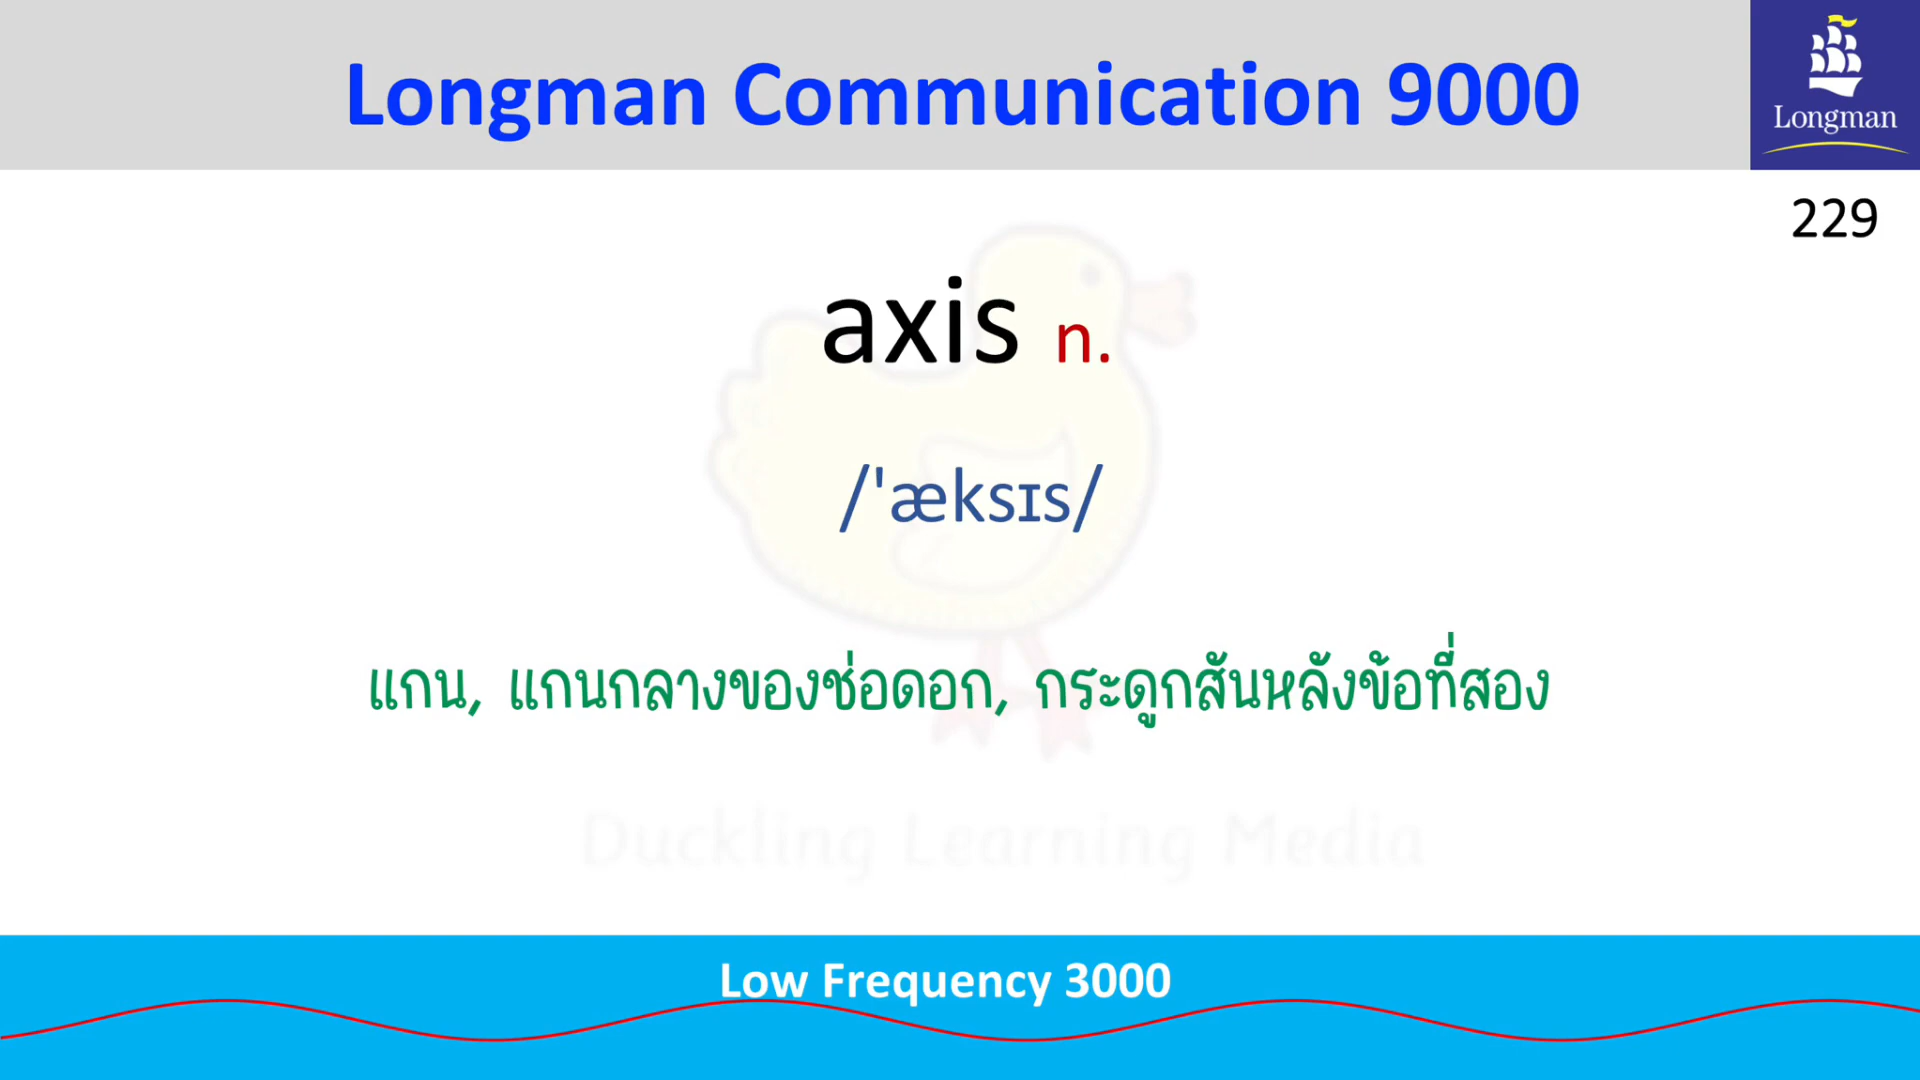 Longman Communication 9000
Longman
229
axis n.
/ˈæksɪs/
แกน, แกนกลางของช่อดอก, กระดูกสันหลังข้อที่สอง
Duckling Learning Media
Low Frequency 3000